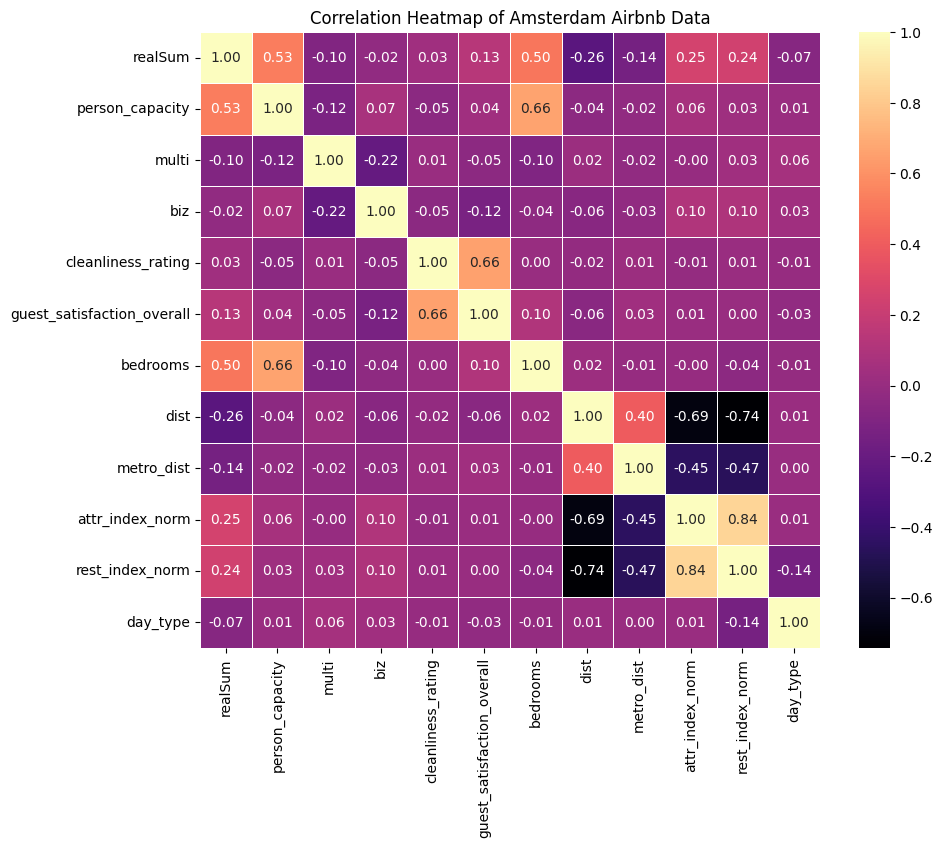 Correlation Heatmap of Amsterdam Airbnb Data
realSum 1.00 0.53 -0.10 -0.02 0.03 0.13 0.50 -0.26 -0.14 0.25 0.24 -0.07
person_capacity 0.53 1.00 -0.12 0.07 -0.05 0.04 0.66 -0.04 -0.02 0.06 0.03 0.01
multi -0.10 -0.12 1.00 -0.22 0.01 -0.05 -0.10 0.02 -0.02 -0.00 0.03 0.06
biz -0.02 0.07 -0.22 1.00 -0.05 -0.12 -0.04 -0.06 -0.03 0.10 0.10 0.03
cleanliness_rating 0.03 -0.05 0.01 -0.05 1.00 0.66 0.00 -0.02 0.01 -0.01 0.01 -0.01
guest_satisfaction_overall 0.13 0.04 -0.05 -0.12 0.66 1.00 0.10 -0.06 0.03 0.01 0.00 -0.03
bedrooms 0.50 0.66 -0.10 -0.04 0.00 0.10 1.00 0.02 -0.01 -0.00 -0.04 -0.01
dist -0.26 -0.04 0.02 -0.06 -0.02 -0.06 0.02 1.00 0.40 -0.69 -0.74 0.01
metro_dist -0.14 -0.02 -0.02 -0.03 0.01 0.03 -0.01 0.40 1.00 -0.45 -0.47 0.00
attr_index_norm 0.25 0.06 -0.00 0.10 -0.01 0.01 -0.00 -0.69 -0.45 1.00 0.84 0.01
rest_index_norm 0.24 0.03 0.03 0.10 0.01 0.00 -0.04 -0.74 -0.47 0.84 1.00 -0.14
day_type -0.07 0.01 0.06 0.03 -0.01 -0.03 -0.01 0.01 0.00 0.01 -0.14 1.00
realSum
person_capacity
multi
biz
cleanliness_rating
guest_satisfaction_overall
bedrooms
dist
metro_dist
attr_index_norm
rest_index_norm
day_type
1.0
0.8
0.6
0.4
0.2
0.0
−0.2
−0.4
−0.6